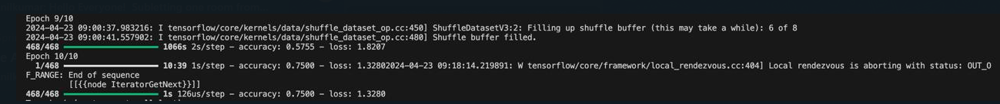 Epoch 9/10
2024-04-23 09:00:37.983216: I tensorflow/core/kernels/data/shuffle_dataset_op.cc:450] ShuffleDatasetV3:2: Filling up shuffle buffer (this may take a while): 6 of 8
2024-04-23 09:00:41.557902: I tensorflow/core/kernels/data/shuffle_dataset_op.cc:480] Shuffle buffer filled.
468/468 ━━━━━━━━━━━━━━━━━━━━ 1066s 2s/step - accuracy: 0.5755 - loss: 1.8207
Epoch 10/10
1/468 ━━━━━━━━━━━━━━━━━━━━ 10:39 1s/step - accuracy: 0.7500 - loss: 1.32802024-04-23 09:18:14.219891: W tensorflow/core/framework/local_rendezvous.cc:404] Local rendezvous is aborting with status: OUT_O
F_RANGE: End of sequence
[[{{node IteratorGetNext}}]]
468/468 ━━━━━━━━━━━━━━━━━━━━ 1s 126us/step - accuracy: 0.7500 - loss: 1.3280